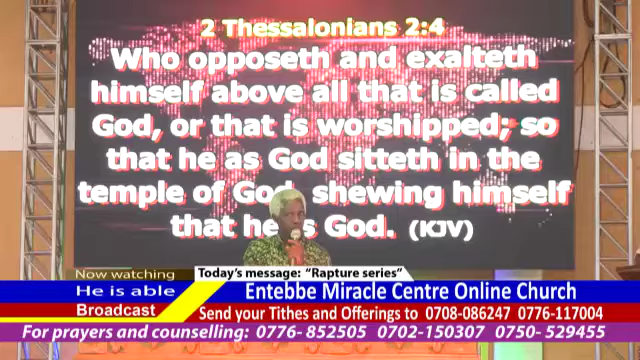 2 Thessalonians 2:4
Who opposeth and exalteth
himself above all that is called
God, or that is worshipped; so
that he as God sitteth in the
temple of God, shewing himself
that he is God. (KJV)
Now watching
Today's message: "Rapture series"
He is able
Entebbe Miracle Centre Online Church
Broadcast
Send your Tithes and Offerings to 0708-086247 0776-117004
For prayers and counselling: 0776- 852505 0702-150307 0750- 529455